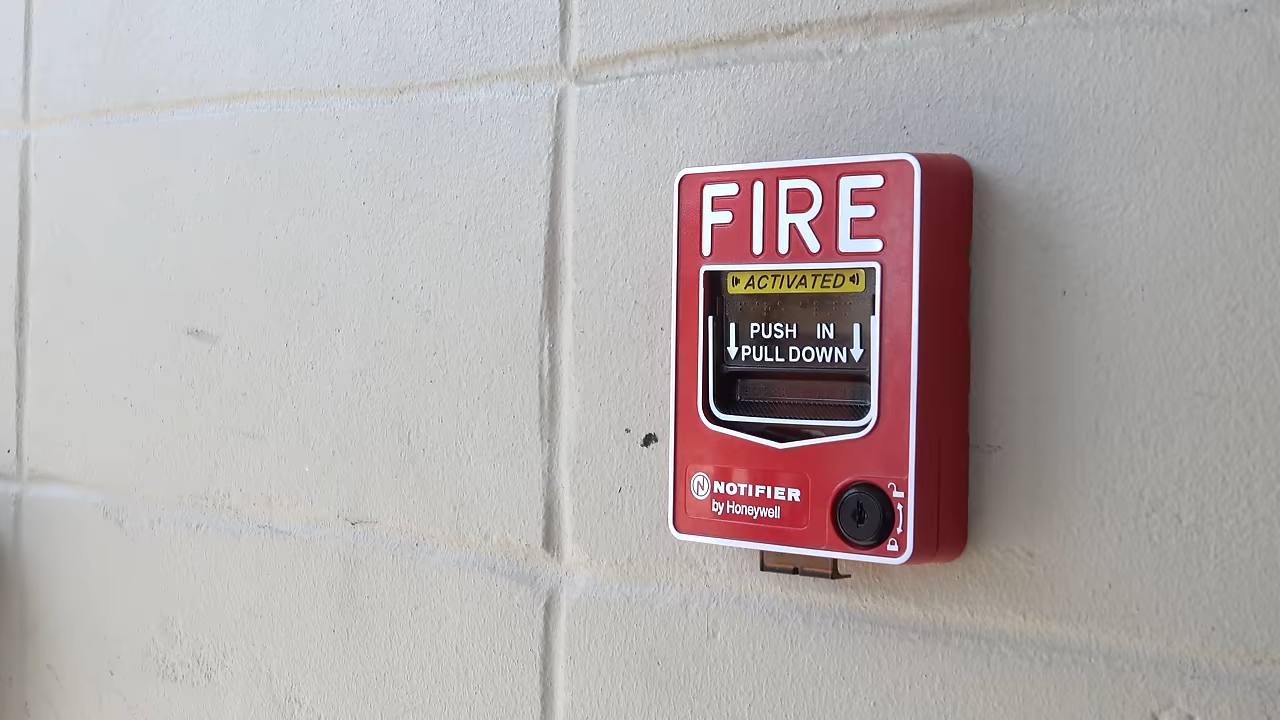 FIRE
ACTIVATED
PUSH IN
PULL DOWN
NOTIFIER
by Honeywell